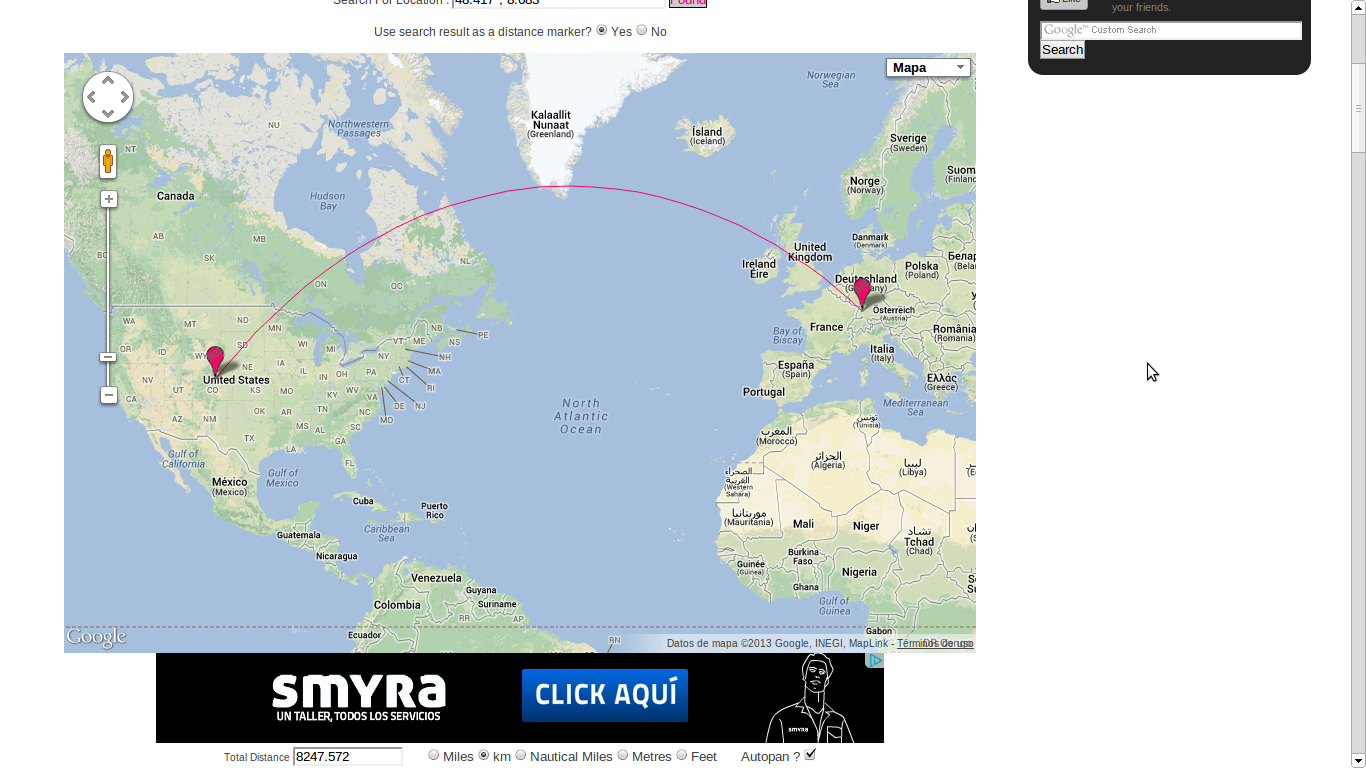 Search For Location : 48.417 , 8.683 Found
Like
your friends.
Use search result as a distance marker? Yes No
Google™ Custom Search
Search
Mapa
Norwegian Sea
Kalaallit Nunaat (Greenland)
Ísland (Iceland)
Sverige (Sweden)
Norge (Norway)
NU
NT
Northwestern Passages
Canada
Hudson Bay
AB
BC
MB
SK
ON
QC
NL
Danmark (Denmark)
United Kingdom
Ireland Éire
Polska (Poland)
Deutschland
Österreich (Austria)
France
Bay of Biscay
România (Romania)
Italia (Italy)
España (Spain)
Portugal
Ελλάς (Greece)
Mediterranean Sea
WA
MT
ND
MN
OR
ID
WY
SD
WI
MI
NB
PE
VT
ME
NS
NY
NH
MA
NV
UT
United States
CO
NE
IA
IL
IN
OH
PA
CT
RI
CA
KS
MO
KY
WV
VA
DE
NJ
MD
AZ
NM
OK
AR
TN
NC
TX
MS
AL
SC
GA
LA
FL
North Atlantic Ocean
Gulf of California
Gulf of Mexico
México (Mexico)
Cuba
Puerto Rico
Caribbean Sea
Guatemala
Nicaragua
Venezuela
Guyana
Suriname
Colombia
RR
AP
Ecuador
RN
المغرب (Morocco)
تونس (Tunisia)
الجزائر (Algeria)
ليبيا (Libya)
الصحراء الغربية (Western Sahara)
موريتانيا (Mauritania)
Mali
Niger
تشاد Tchad (Chad)
Burkina Faso
Guinée (Guinea)
Ghana
Nigeria
Gulf of Guinea
Gabon
Google
Datos de mapa ©2013 Google, INEGI, MapLink - Términos de uso
smyra
UN TALLER, TODOS LOS SERVICIOS
CLICK AQUÍ
smyra
Total Distance 8247.572 Miles km Nautical Miles Metres Feet Autopan ?